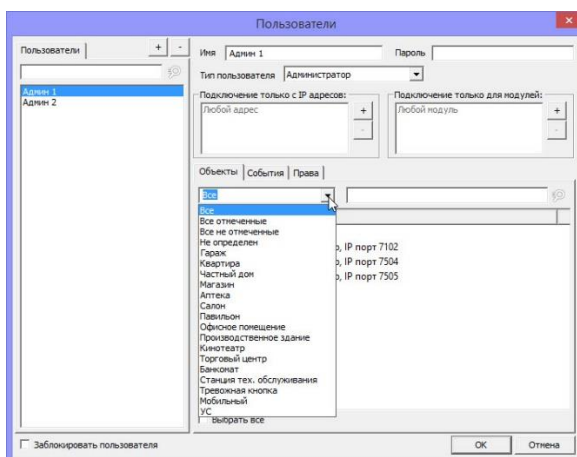 Пользователи
Пользователи
+ -
Админ 1
Админ 2
Имя Админ 1
Пароль
Тип пользователя Администратор
Подключение только с IP адресов:
Любой адрес
+
-
Подключение только для модулей:
Любой модуль
+
-
Объекты События Права
Все
Все
Все отмеченные
Все не отмеченные
Не определен
Гараж
Квартира
Частный дом
Магазин
Аптека
Салон
Павильон
Офисное помещение
Производственное здание
Кинотеатр
Торговый центр
Банкомат
Станция тех. обслуживания
Тревожная кнопка
Мобильный
УС
, IP порт 7102
, IP порт 7504
, IP порт 7505
Выбрать все
Заблокировать пользователя
OK
Отмена